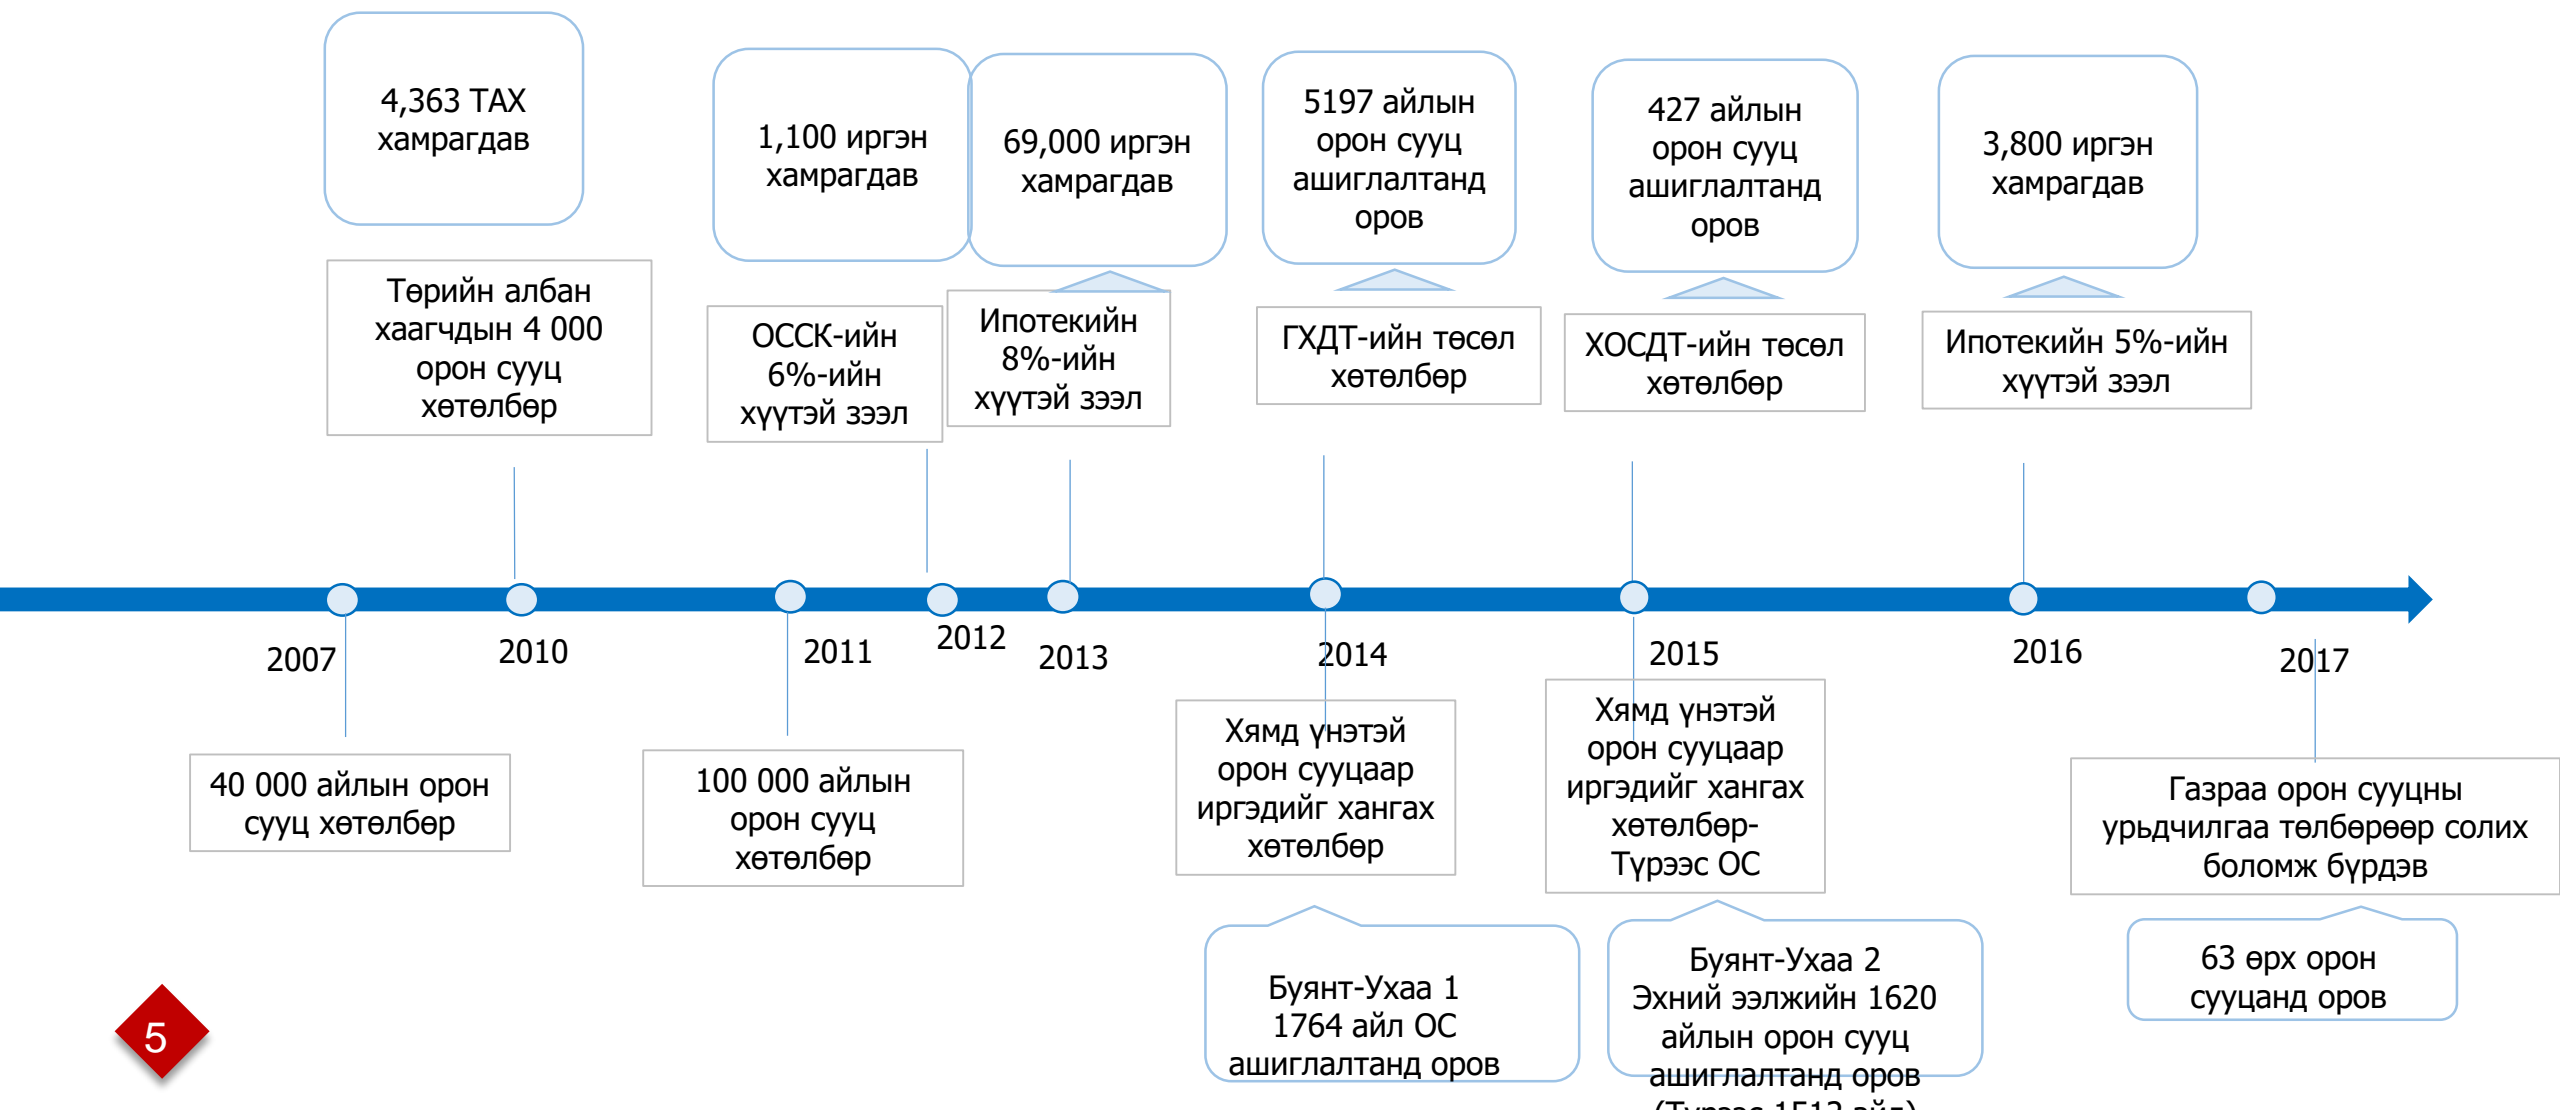 4,363 ТАХ
хамрагдав
1,100 иргэн
хамрагдав
69,000 иргэн
хамрагдав
5197 айлын
орон сууц
ашиглалтанд
оров
427 айлын
орон сууц
ашиглалтанд
оров
3,800 иргэн
хамрагдав
Төрийн албан
хаагчдын 4 000
орон сууц
хөтөлбөр
ОССК-ийн
6%-ийн
хүүтэй зээл
Ипотекийн
8%-ийн
хүүтэй зээл
ГХДТ-ийн төсөл
хөтөлбөр
ХОСДТ-ийн төсөл
хөтөлбөр
Ипотекийн 5%-ийн
хүүтэй зээл
2007
2010
2011
2012
2013
2014
2015
2016
2017
40 000 айлын орон
сууц хөтөлбөр
100 000 айлын
орон сууц
хөтөлбөр
Хямд үнэтэй
орон сууцаар
иргэдийг хангах
хөтөлбөр
Хямд үнэтэй
орон сууцаар
иргэдийг хангах
хөтөлбөр-
Түрээс ОС
Газраа орон сууцны
урьдчилгаа төлбөрөөр солих
боломж бүрдэв
Буянт-Ухаа 1
1764 айл ОС
ашиглалтанд оров
Буянт-Ухаа 2
Эхний ээлжийн 1620
айлын орон сууц
ашиглалтанд оров
(Түрээс 1512 айл)
63 өрх орон
сууцанд оров
5